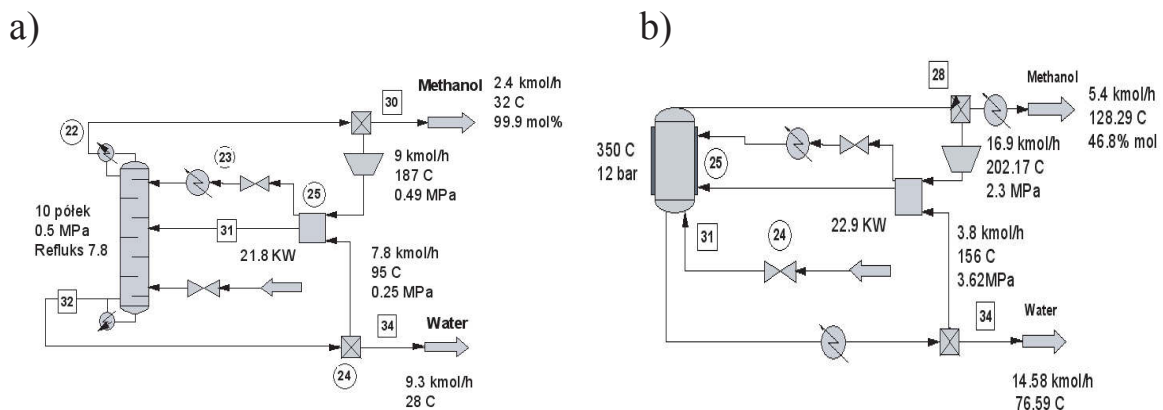 a)
30
Methanol
2.4 kmol/h
32 C
99.9 mol%
22
23
9 kmol/h
187 C
0.49 MPa
25
10 półek
0.5 MPa
Refluks 7.8
31
21.8 KW
7.8 kmol/h
95 C
0.25 MPa
32
34
Water
24
9.3 kmol/h
28 C
b)
28
Methanol
5.4 kmol/h
128.29 C
46.8% mol
16.9 kmol/h
202.17 C
2.3 MPa
350 C
12 bar
25
31
24
22.9 KW
3.8 kmol/h
156 C
3.62MPa
34
Water
14.58 kmol/h
76.59 C